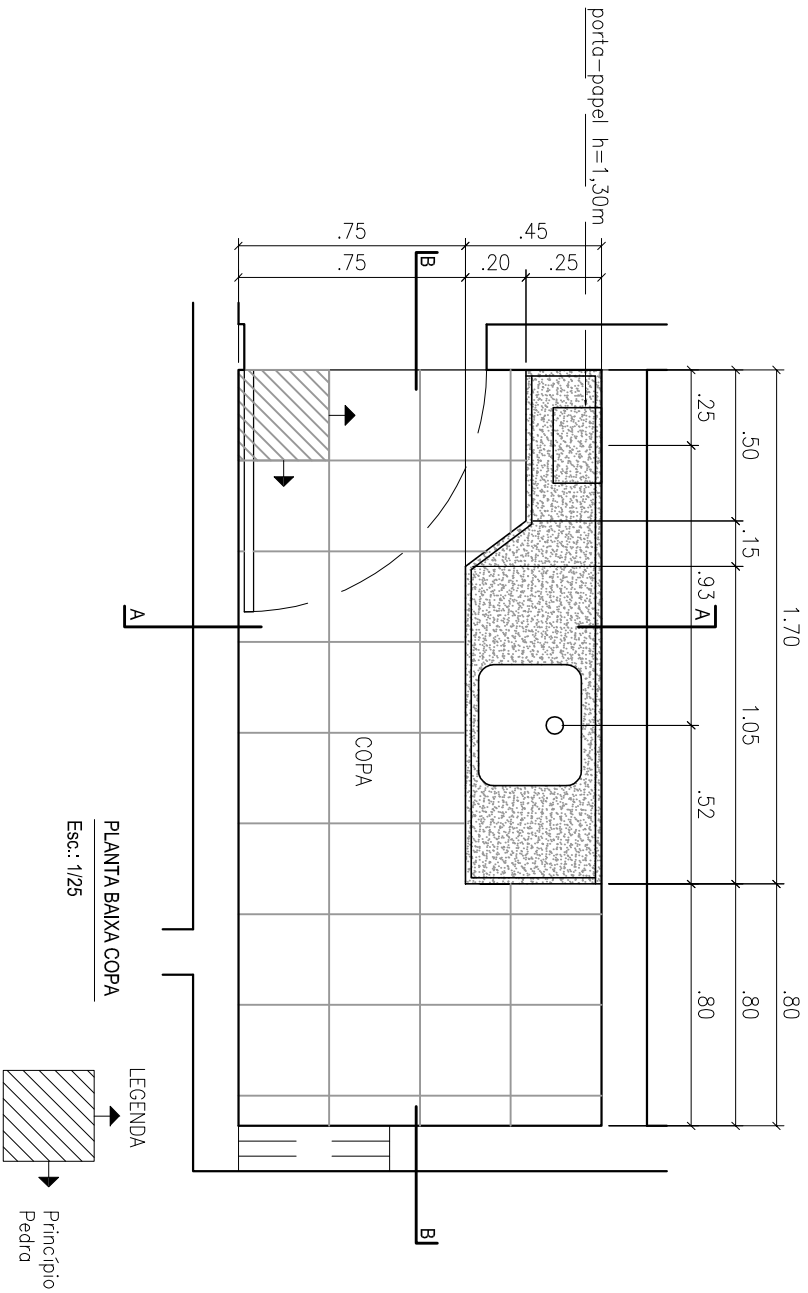 porta-papel h=1,30m
.75
.45
.75
.20
.25
B
.25
.93
.52
.80
.50
.15
1.05
.80
1.70
.80
A
A
COPA
B
PLANTA BAIXA COPA
Esc.: 1/25
LEGENDA
Princípio
Pedra